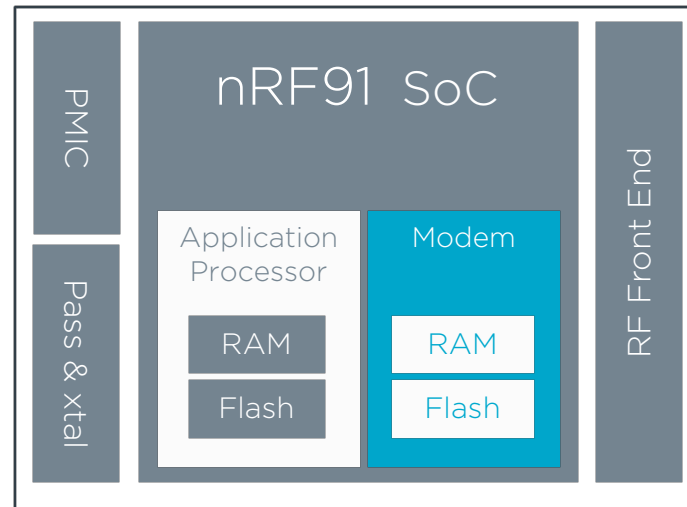 PMIC
Pass & xtal
nRF91 SoC
Application
Processor
RAM
Flash
Modem
RAM
Flash
RF Front End